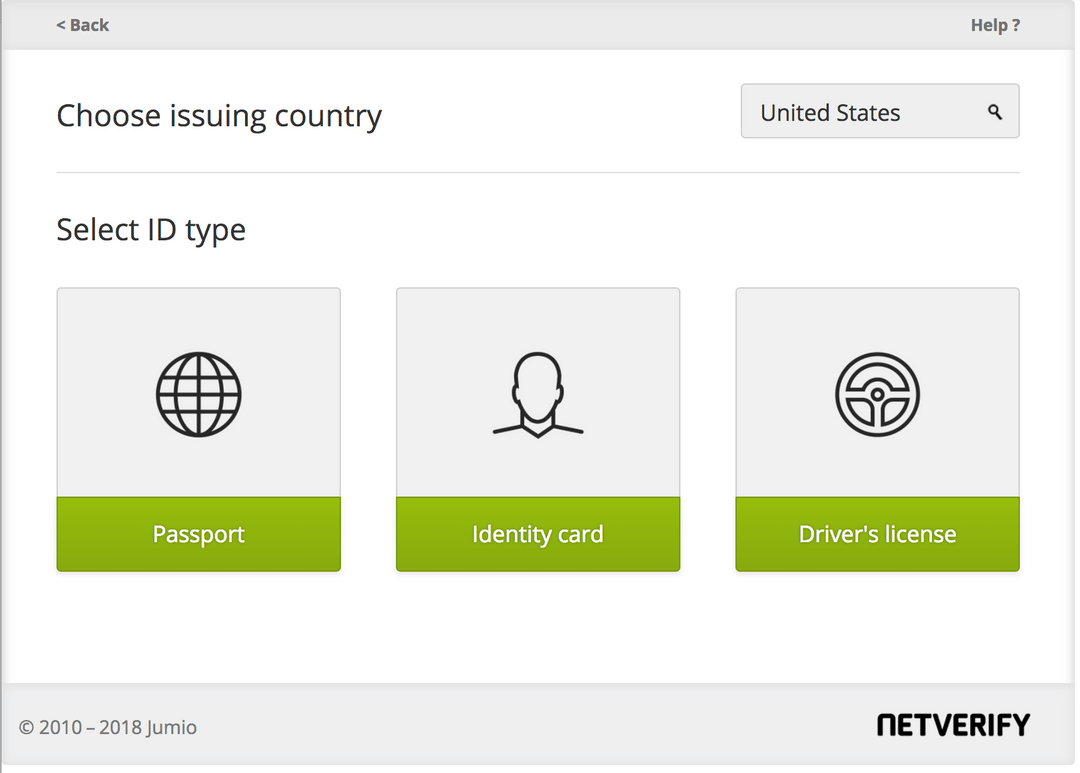 < Back
Help ?
Choose issuing country
United States
Select ID type
Passport
Identity card
Driver's license
© 2010 – 2018 Jumio
NETVERIFY